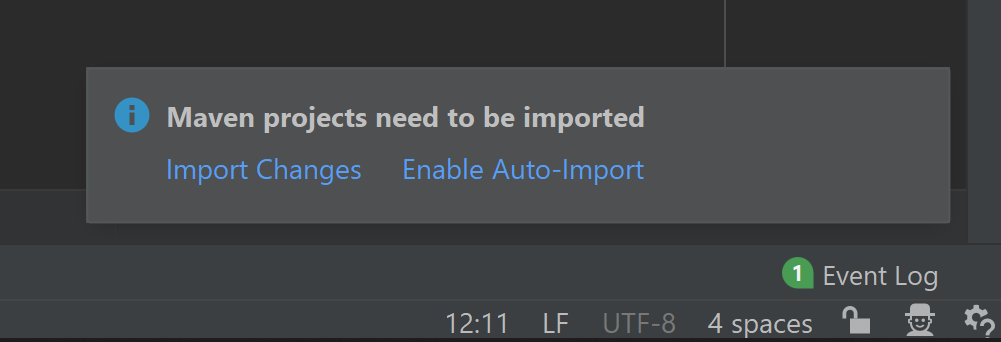 Maven projects need to be imported
Import Changes Enable Auto-Import
1 Event Log
12:11 LF UTF-8 4 spaces